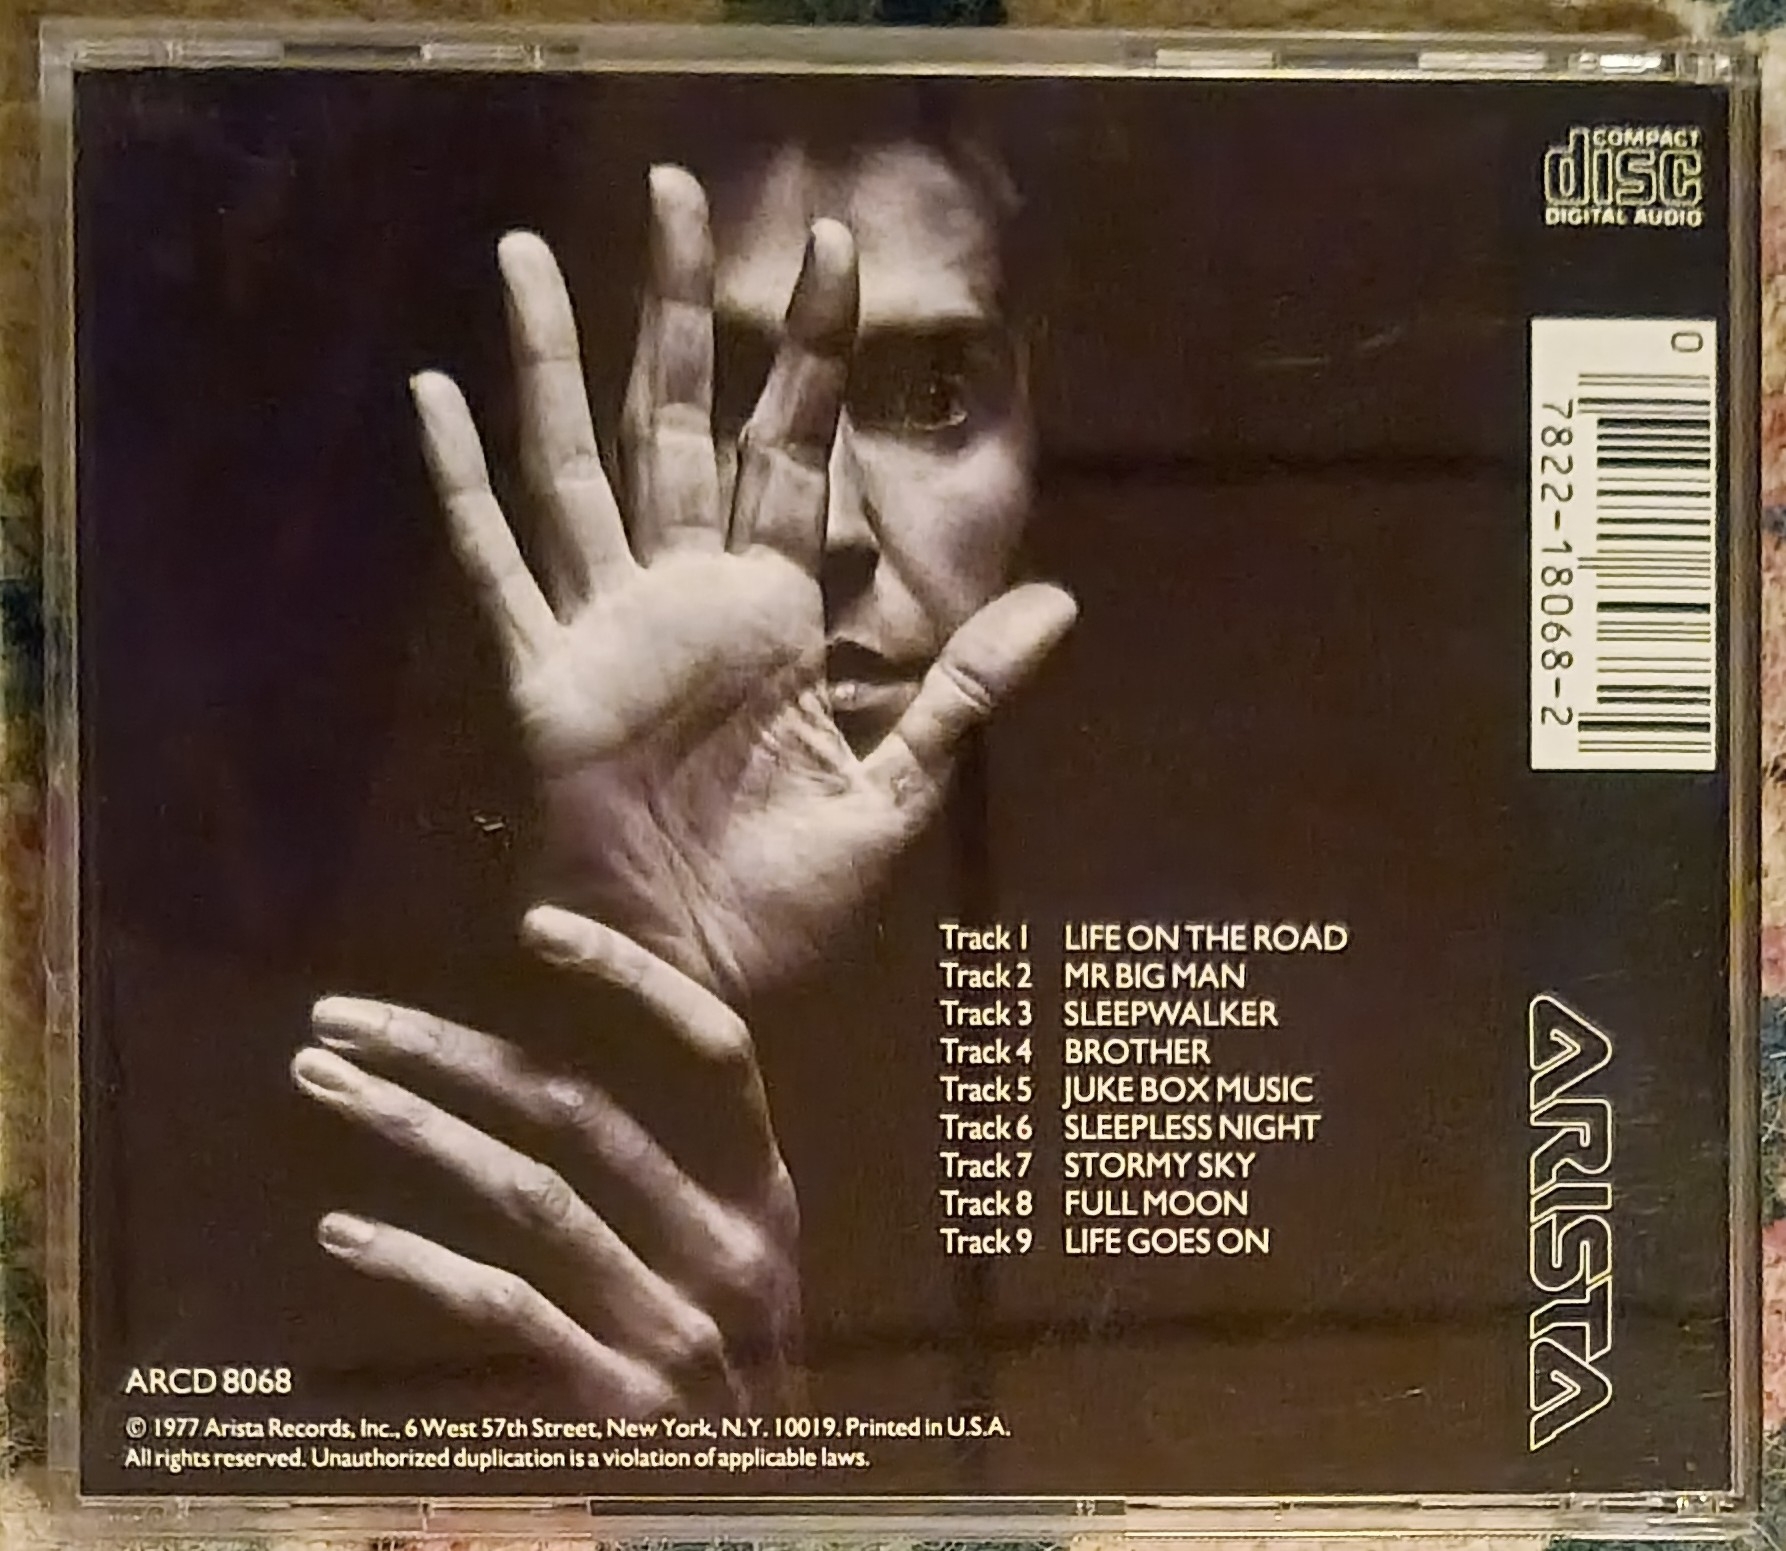 COMPACT
disc
DIGITAL AUDIO
0
7822-18068-2
Track 1 LIFE ON THE ROAD
Track 2 MR BIG MAN
Track 3 SLEEPWALKER
Track 4 BROTHER
Track 5 JUKE BOX MUSIC
Track 6 SLEEPLESS NIGHT
Track 7 STORMY SKY
Track 8 FULL MOON
Track 9 LIFE GOES ON
ARISTA
ARCD 8068
© 1977 Arista Records, Inc., 6 West 57th Street, New York, N.Y. 10019. Printed in U.S.A.
All rights reserved. Unauthorized duplication is a violation of applicable laws.